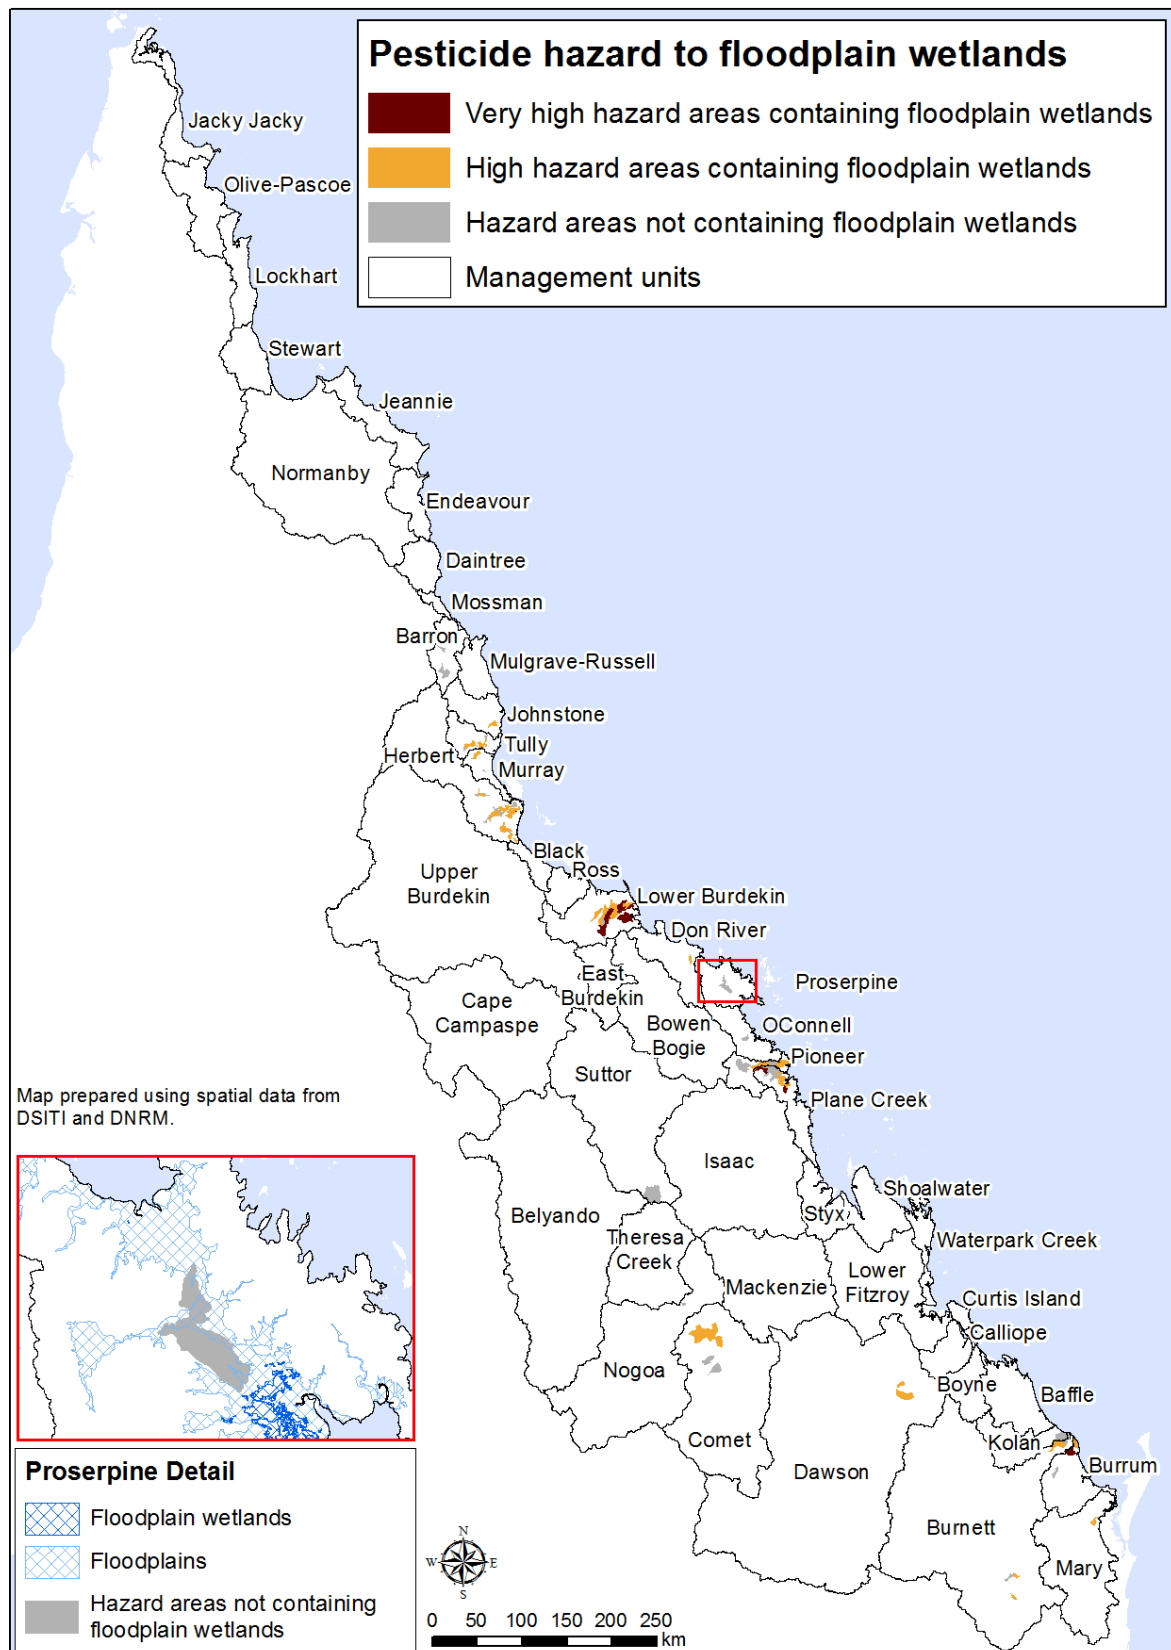 Pesticide hazard to floodplain wetlands
Very high hazard areas containing floodplain wetlands
High hazard areas containing floodplain wetlands
Hazard areas not containing floodplain wetlands
Management units
Jacky Jacky
Olive-Pascoe
Lockhart
Stewart
Jeannie
Normanby
Endeavour
Daintree
Mossman
Barron
Mulgrave-Russell
Johnstone
Tully
Herbert
Murray
Black
Ross
Upper
Burdekin
Lower Burdekin
Don River
East
Burdekin
Proserpine
Cape
Campaspe
Bowen
Bogie
OConnell
Pioneer
Suttor
Plane Creek
Map prepared using spatial data from
DSITI and DNRM.
Isaac
Shoalwater
Styx
Belyando
Theresa
Creek
Waterpark Creek
Mackenzie
Lower
Fitzroy
Curtis Island
Calliope
Nogoa
Boyne
Baffle
Comet
Kolan
Dawson
Burrum
Burnett
Mary
Proserpine Detail
Floodplain wetlands
Floodplains
Hazard areas not containing
floodplain wetlands
N
W E
S
0 50 100 150 200 250
km